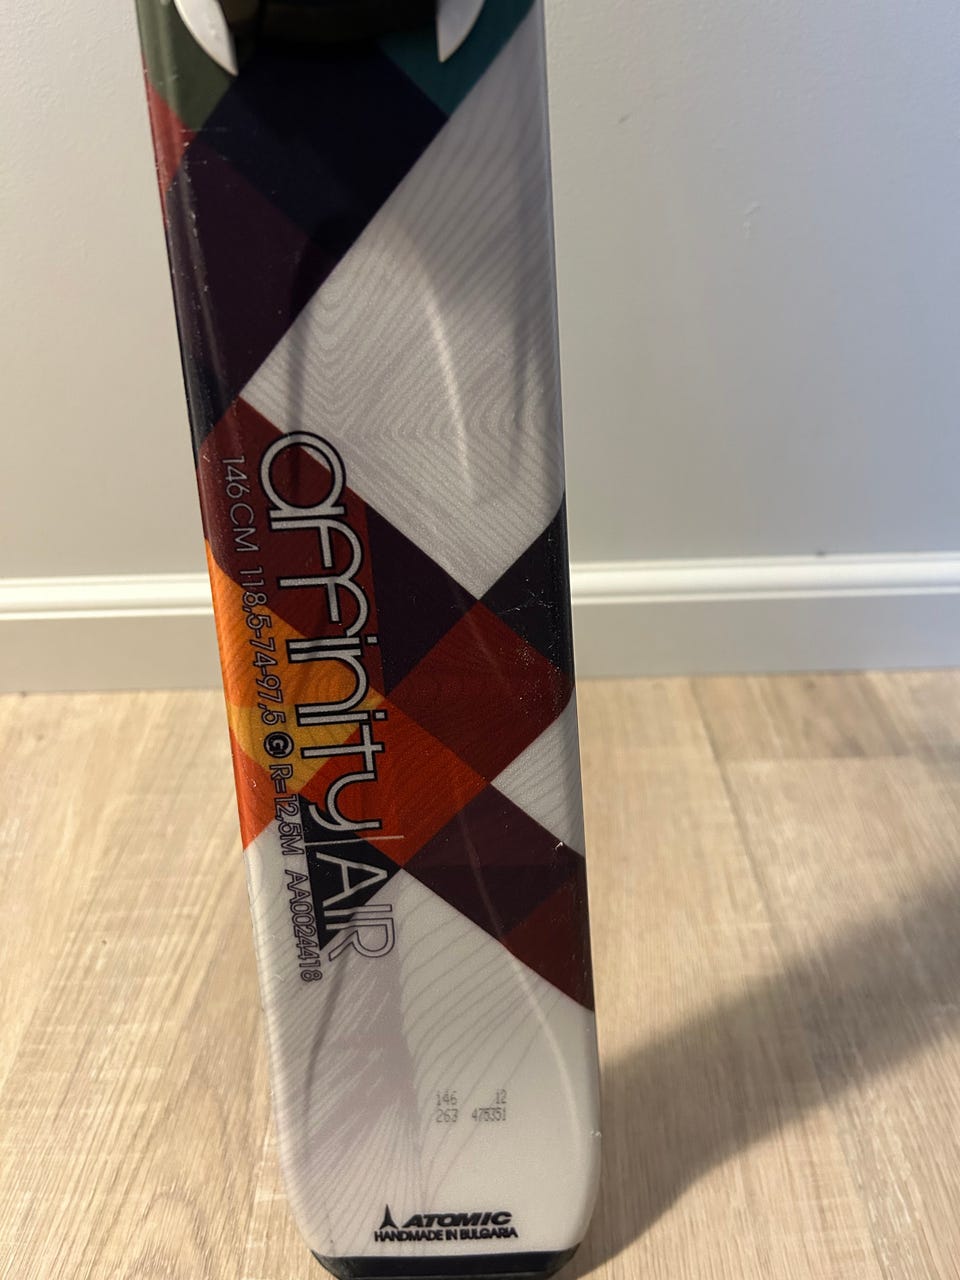 affinity|AIR
146 CM 118,5-74-97,5 G R=12,5M AA0024418
146 12
263 475351
ATOMIC
HANDMADE IN BULGARIA